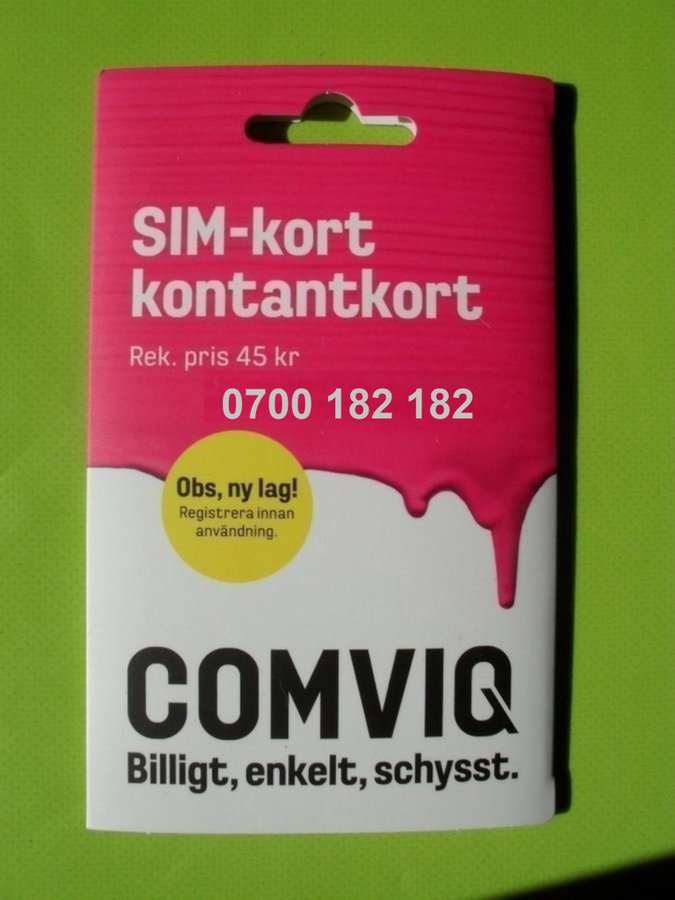 SIM-kort
kontantkort
Rek. pris 45 kr
0700 182 182
Obs, ny lag!
Registrera innan
användning.
COMVIQ
Billigt, enkelt, schysst.